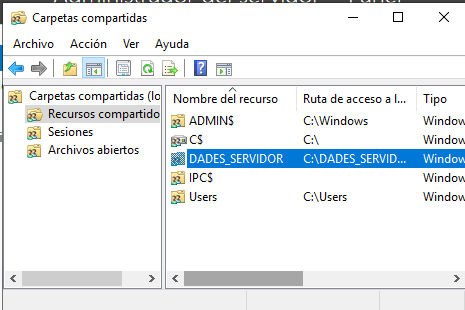 Carpetas compartidas
Archivo Acción Ver Ayuda
Carpetas compartidas (lo
Recursos compartido
Sesiones
Archivos abiertos
Nombre del recurso Ruta de acceso a l... Tipo
ADMIN$ C:\Windows Window
C$ C:\ Window
DADES_SERVIDOR C:\DADES_SERVID... Window
IPC$ Window
Users C:\Users Window